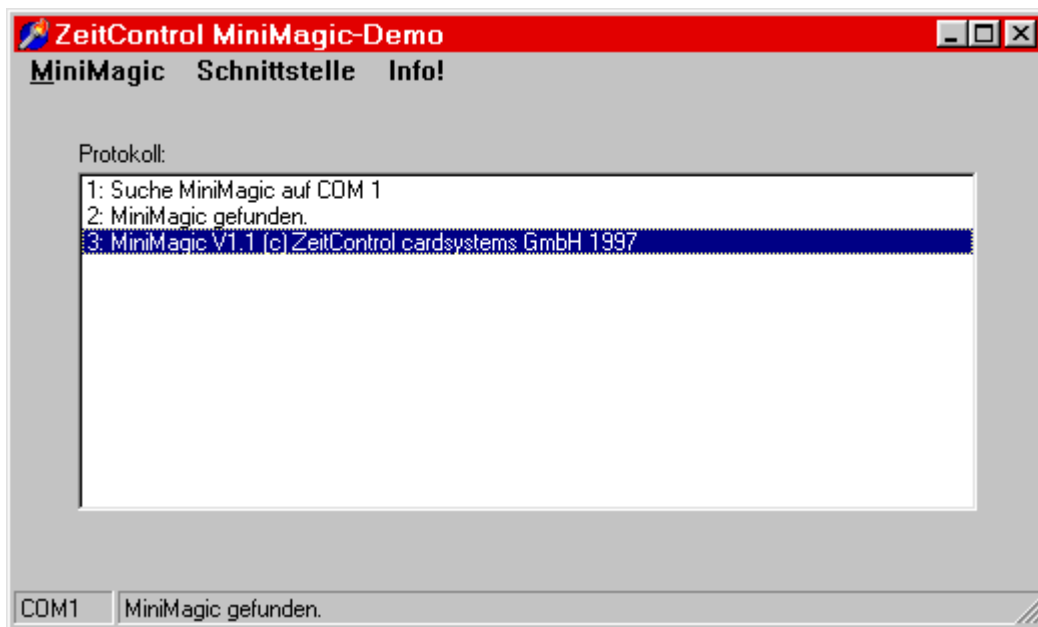 ZeitControl MiniMagic-Demo
MiniMagic Schnittstelle Info!
Protokoll:
1: Suche MiniMagic auf COM 1
2: MiniMagic gefunden.
3: MiniMagic V1.1 (c) ZeitControl cardsystems GmbH 1997
COM1 MiniMagic gefunden.